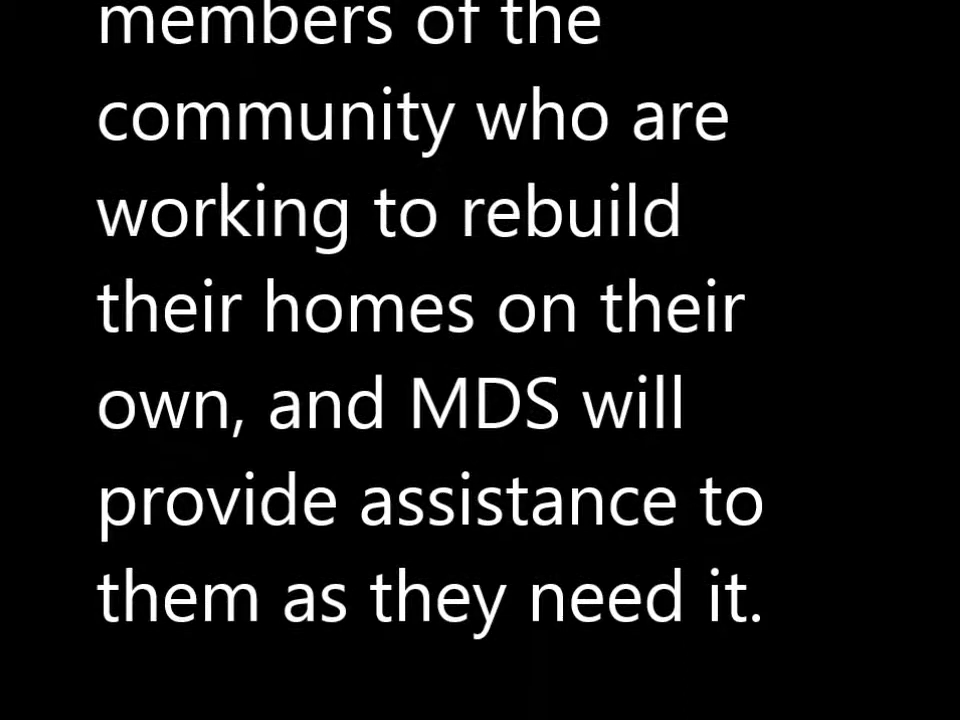 members of the
community who are
working to rebuild
their homes on their
own, and MDS will
provide assistance to
them as they need it.